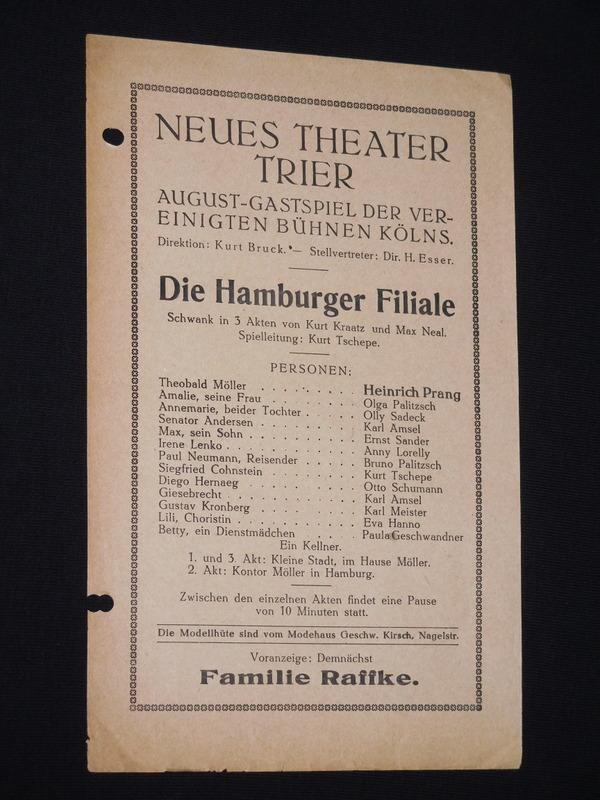 NEUES THEATER
TRIER
AUGUST-GASTSPIEL DER VER-
EINIGTEN BÜHNEN KÖLNS.
Direktion: Kurt Bruck. — Stellvertreter: Dir. H. Esser.
Die Hamburger Filiale
Schwank in 3 Akten von Kurt Kraatz und Max Neal.
Spielleitung: Kurt Tschepe.
PERSONEN:
Theobald Möller . . . . . . . . . Heinrich Prang
Amalie, seine Frau . . . . . . . . Olga Palitzsch
Annemarie, beider Tochter . . . . . Olly Sadeck
Senator Andersen . . . . . . . . . Karl Amsel
Max, sein Sohn . . . . . . . . . . Ernst Sander
Irene Lenko . . . . . . . . . . . . Anny Lorelly
Paul Neumann, Reisender . . . . . Bruno Palitzsch
Siegfried Cohnstein . . . . . . . . Kurt Tschepe
Diego Hernaeg . . . . . . . . . . Otto Schumann
Giesebrecht . . . . . . . . . . . Karl Amsel
Gustav Kronberg . . . . . . . . . Karl Meister
Lili, Choristin . . . . . . . . . . . Eva Hanno
Betty, ein Dienstmädchen . . . . Paula Geschwandner
Ein Kellner.
1. und 3. Akt: Kleine Stadt, im Hause Möller.
2. Akt: Kontor Möller in Hamburg.
Zwischen den einzelnen Akten findet eine Pause
von 10 Minuten statt.
Die Modellhüte sind vom Modehaus Geschw. Kirsch, Nagelstr.
Voranzeige: Demnächst
Familie Raffke.